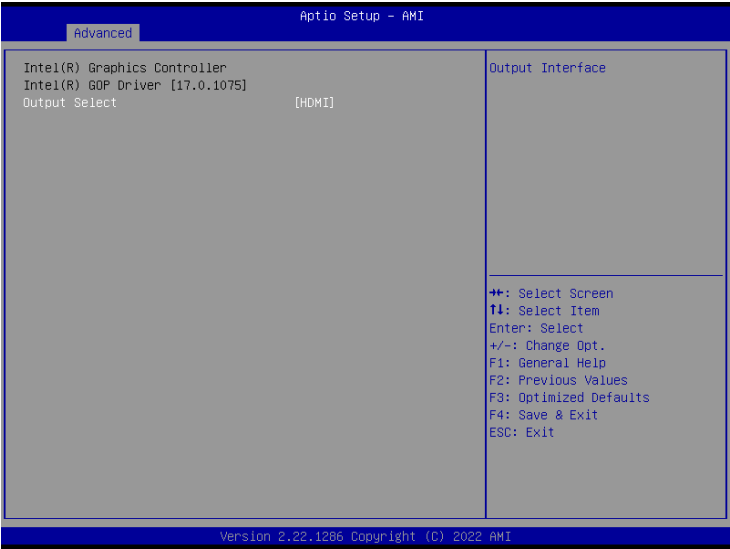 Aptio Setup - AMI
Advanced
Intel(R) Graphics Controller
Intel(R) GOP Driver [17.0.1075]
Output Select [HDMI]
Output Interface
→←: Select Screen
↑↓: Select Item
Enter: Select
+/-: Change Opt.
F1: General Help
F2: Previous Values
F3: Optimized Defaults
F4: Save & Exit
ESC: Exit
Version 2.22.1286 Copyright (C) 2022 AMI